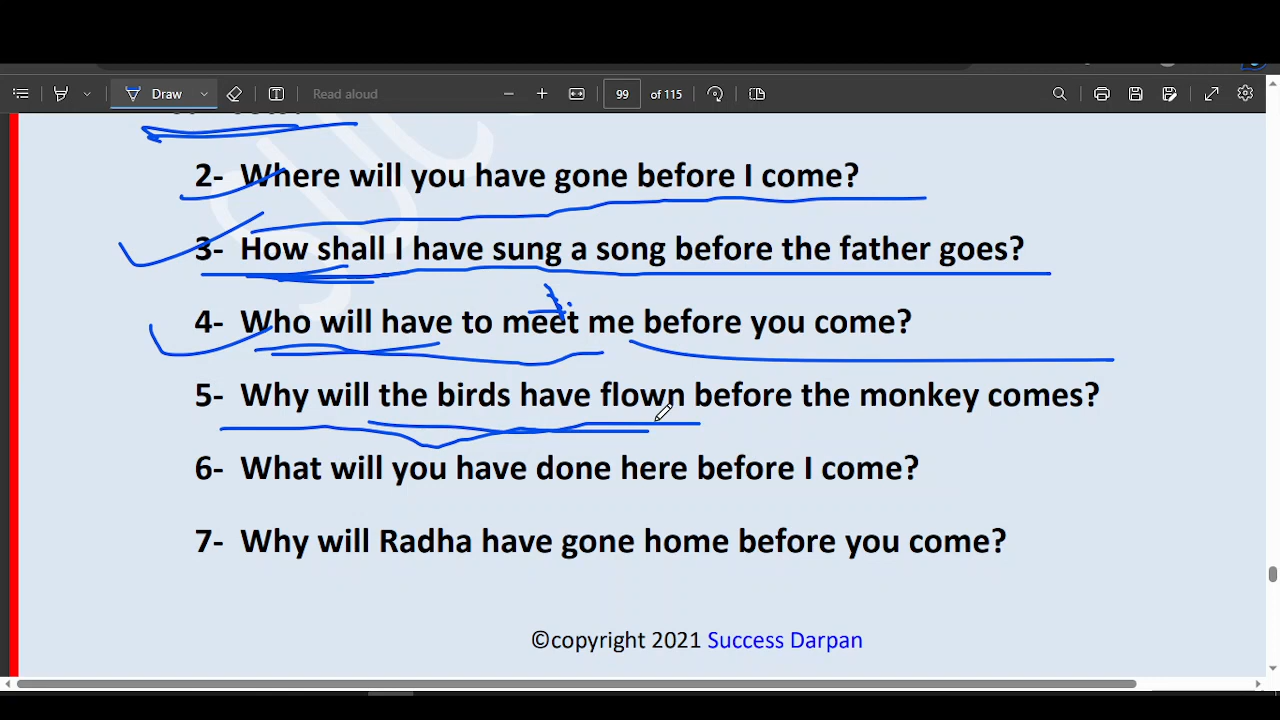 Draw
Read aloud
99 of 115
2- Where will you have gone before I come?
3- How shall I have sung a song before the father goes?
4- Who will have to meet me before you come?
5- Why will the birds have flown before the monkey comes?
6- What will you have done here before I come?
7- Why will Radha have gone home before you come?
©copyright 2021 Success Darpan